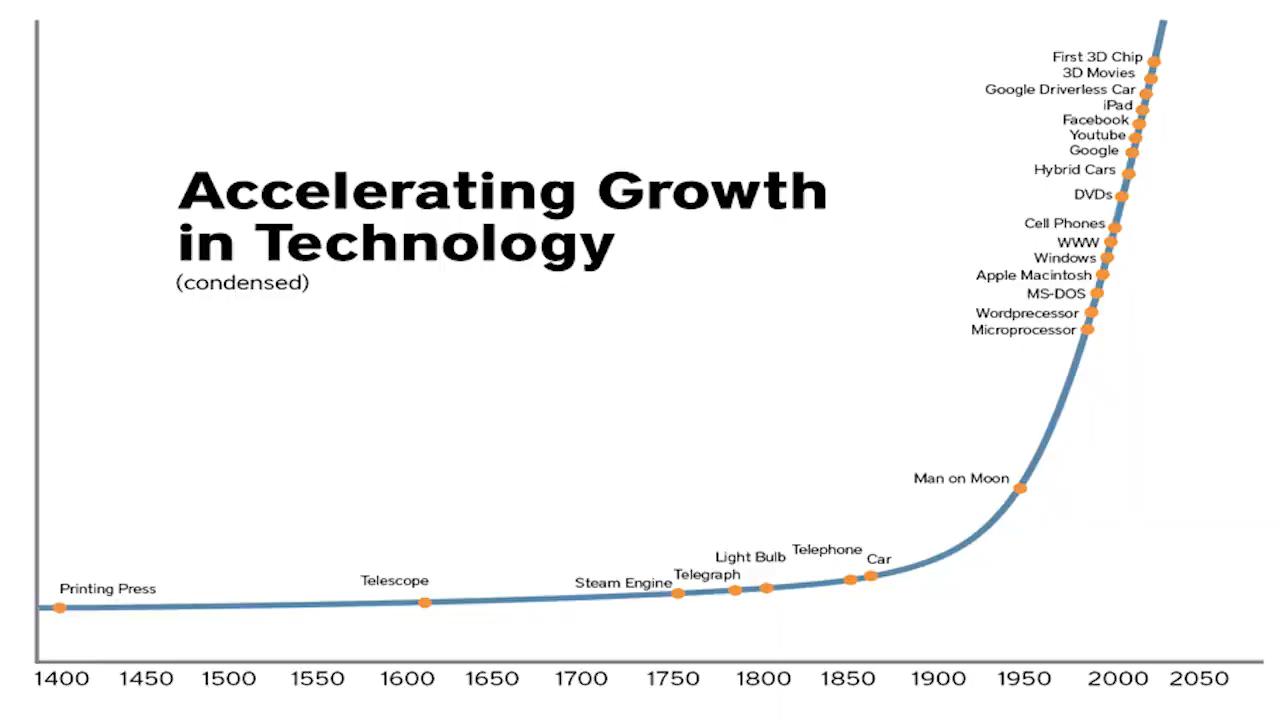 First 3D Chip
3D Movies
Google Driverless Car
iPad
Facebook
Youtube
Google
Hybrid Cars
DVDs
Accelerating Growth
in Technology
(condensed)
Cell Phones
WWW
Windows
Apple Macintosh
MS-DOS
Wordprecessor
Microprocessor
Man on Moon
Light Bulb
Telephone
Car
Printing Press
Telescope
Steam Engine
Telegraph
1400 1450 1500 1550 1600 1650 1700 1750 1800 1850 1900 1950 2000 2050